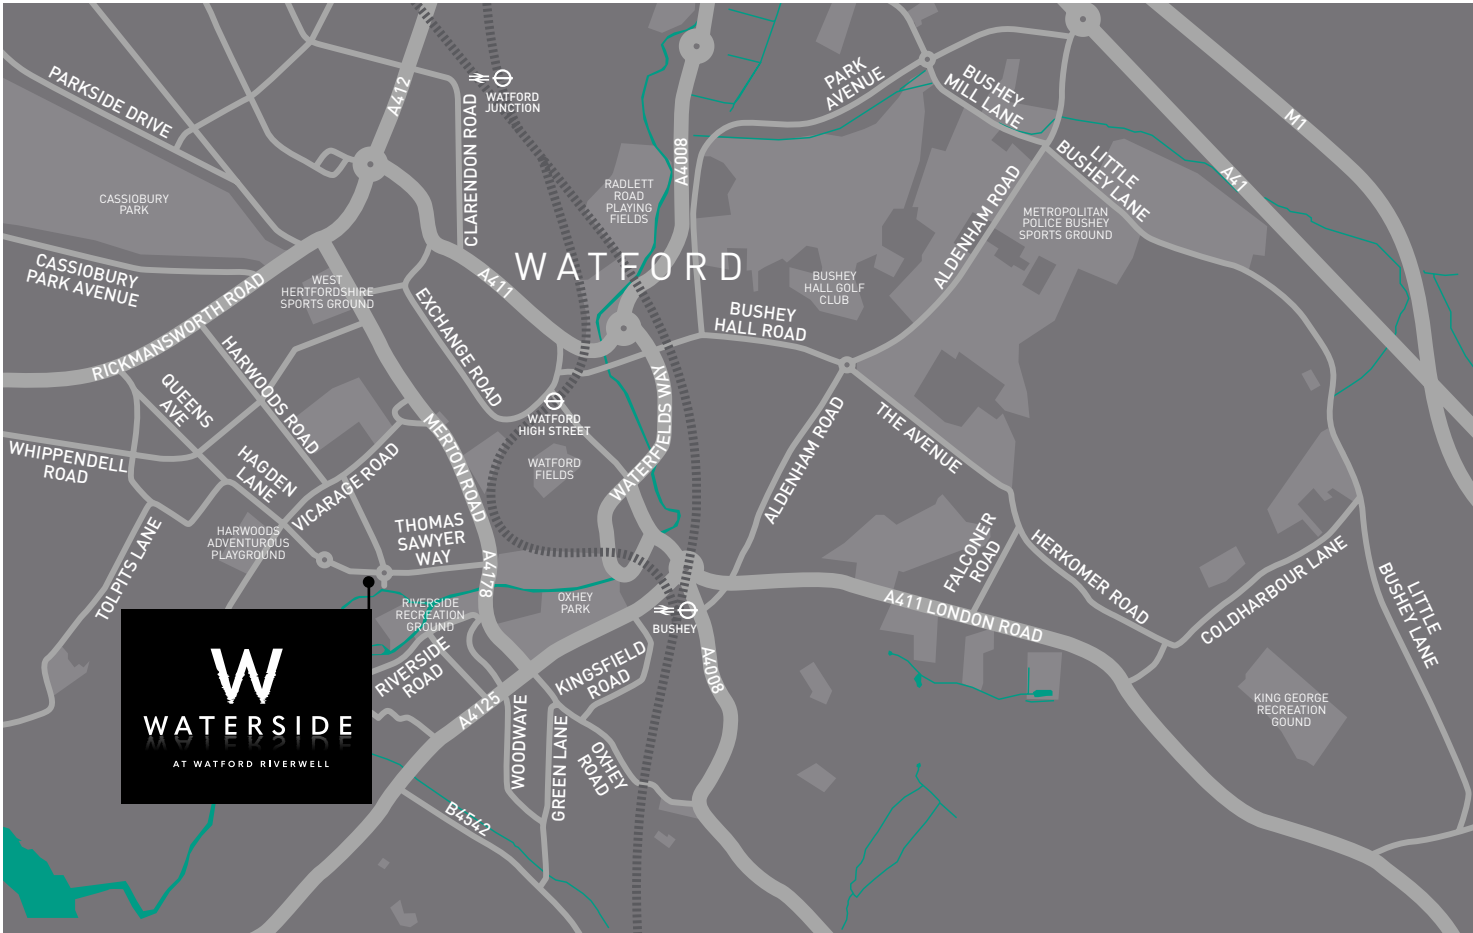 PARKSIDE DRIVE
A412
CLARENDON ROAD
WATFORD
JUNCTION
PARK
AVENUE
BUSHEY
MILL LANE
M1
A4008
LITTLE
BUSHEY LANE
A41
CASSIOBURY
PARK
RADLETT
ROAD
PLAYING
FIELDS
ALDENHAM ROAD
METROPOLITAN
POLICE BUSHEY
SPORTS GROUND
WATFORD
CASSIOBURY
PARK AVENUE
WEST
HERTFORDSHIRE
SPORTS GROUND
A411
BUSHEY
HALL GOLF
CLUB
RICKMANSWORTH ROAD
EXCHANGE ROAD
BUSHEY
HALL ROAD
HARWOODS ROAD
QUEENS
AVE
WATERFIELDS WAY
WATFORD
HIGH STREET
MERTON ROAD
ALDENHAM ROAD
THE AVENUE
WHIPPENDELL
ROAD
HAGDEN
LANE
VICARAGE ROAD
WATFORD
FIELDS
THOMAS
SAWYER
WAY
HARWOODS
ADVENTUROUS
PLAYGROUND
TOLPITS LANE
A4178
FALCONER
ROAD
HERKOMER ROAD
COLDHARBOUR LANE
LITTLE
BUSHEY LANE
RIVERSIDE
RECREATION
GROUND
OXHEY
PARK
BUSHEY
A411 LONDON ROAD
RIVERSIDE
ROAD
KINGSFIELD
ROAD
A4008
W
WATERSIDE
AT WATFORD RIVERWELL
A4125
WOODWAYE
GREEN LANE
OXHEY
ROAD
KING GEORGE
RECREATION
GOUND
B4542